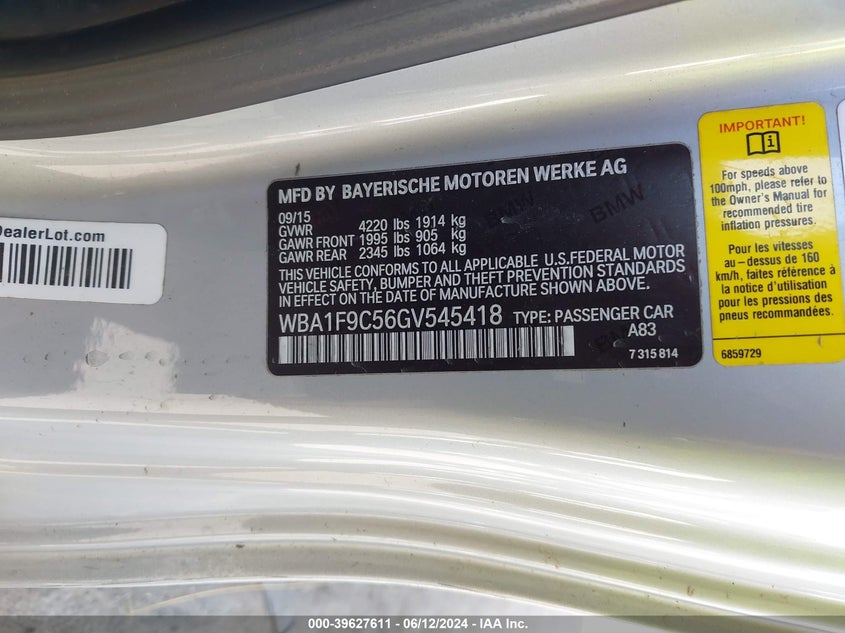 DealerLot.com
MFD BY BAYERISCHE MOTOREN WERKE AG
09/15
GVWR 4220 lbs 1914 kg
GAWR FRONT 1995 lbs 905 kg
GAWR REAR 2345 lbs 1064 kg
THIS VEHICLE CONFORMS TO ALL APPLICABLE U.S.FEDERAL MOTOR
VEHICLE SAFETY, BUMPER AND THEFT PREVENTION STANDARDS
IN EFFECT ON THE DATE OF MANUFACTURE SHOWN ABOVE.
WBA1F9C56GV545418 TYPE: PASSENGER CAR
A83
7 315 814
BMW
BMW
IMPORTANT!
For speeds above
100mph, please refer to
the Owner's Manual for
recommended tire
inflation pressures.
Pour les vitesses
au-dessus de 160
km/h, faites référence à
la notice d'utilisation
pour les pressions de
gonflage recommandées.
6859729
000-39627611 - 06/12/2024 - IAA Inc.